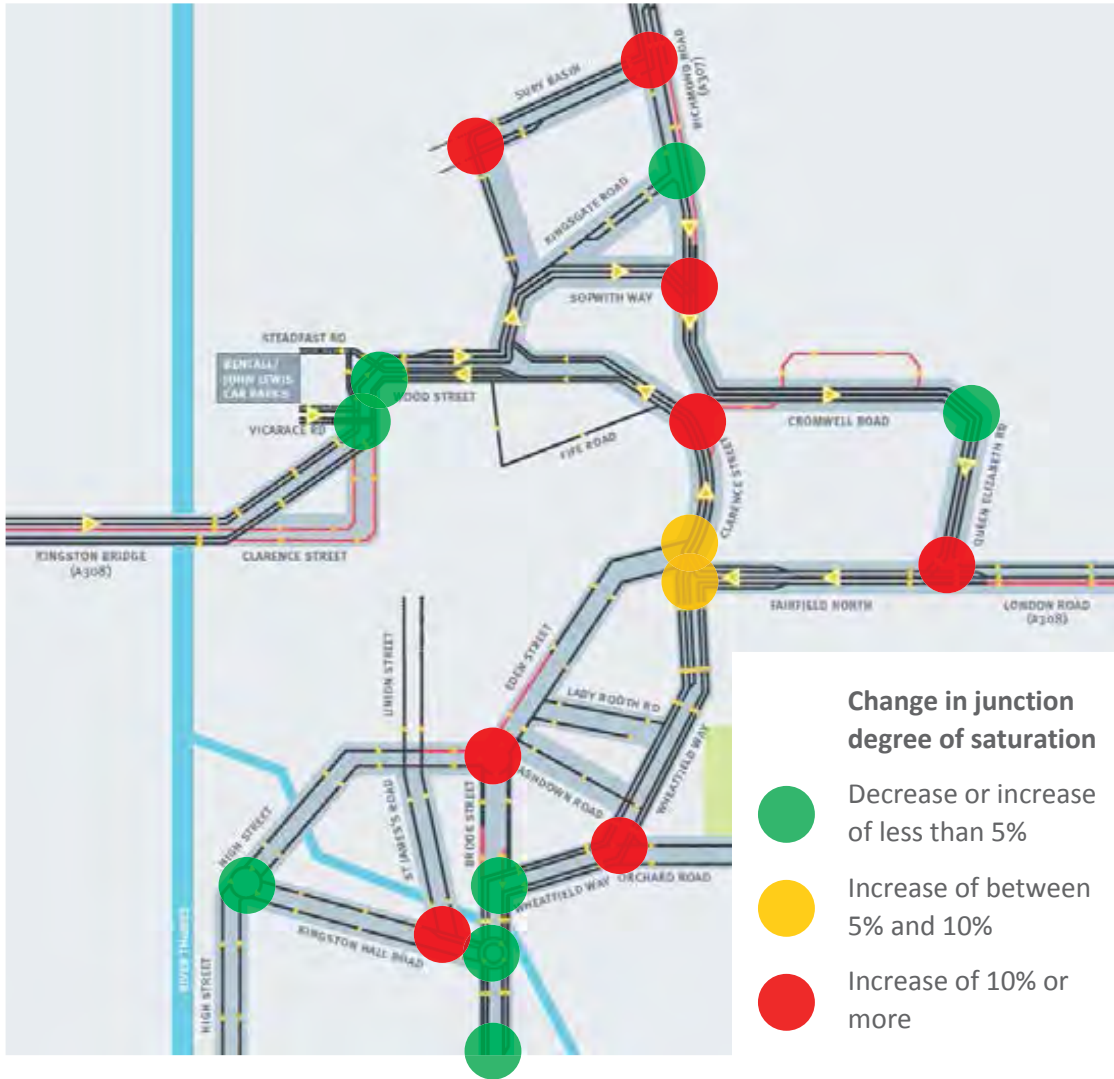 SURY BASIN
RICHMOND ROAD
(A307)
KINGSGATE ROAD
SOPWITH WAY
STEADFAST RD
BENTALL/
JOHN LEWIS
CAR PARKS
WOOD STREET
VICARACE RD
FIFE ROAD
CROMWELL ROAD
CLARENCE STREET
QUEEN ELIZABETH RD
KINGSTON BRIDGE
(A308)
CLARENCE STREET
FAIRFIELD NORTH
LONDON ROAD
(A308)
EDEN STREET
UNION STREET
LADY BOOTH RD
WHEATFIELD WAY
ASHDOWN ROAD
HIGH STREET
ST JAMES'S ROAD
BROOK STREET
WHEATFIELD WAY
ORCHARD ROAD
KINGSTON HALL ROAD
RIVER THAMES
HIGH STREET
Change in junction
degree of saturation
Decrease or increase
of less than 5%
Increase of between
5% and 10%
Increase of 10% or
more